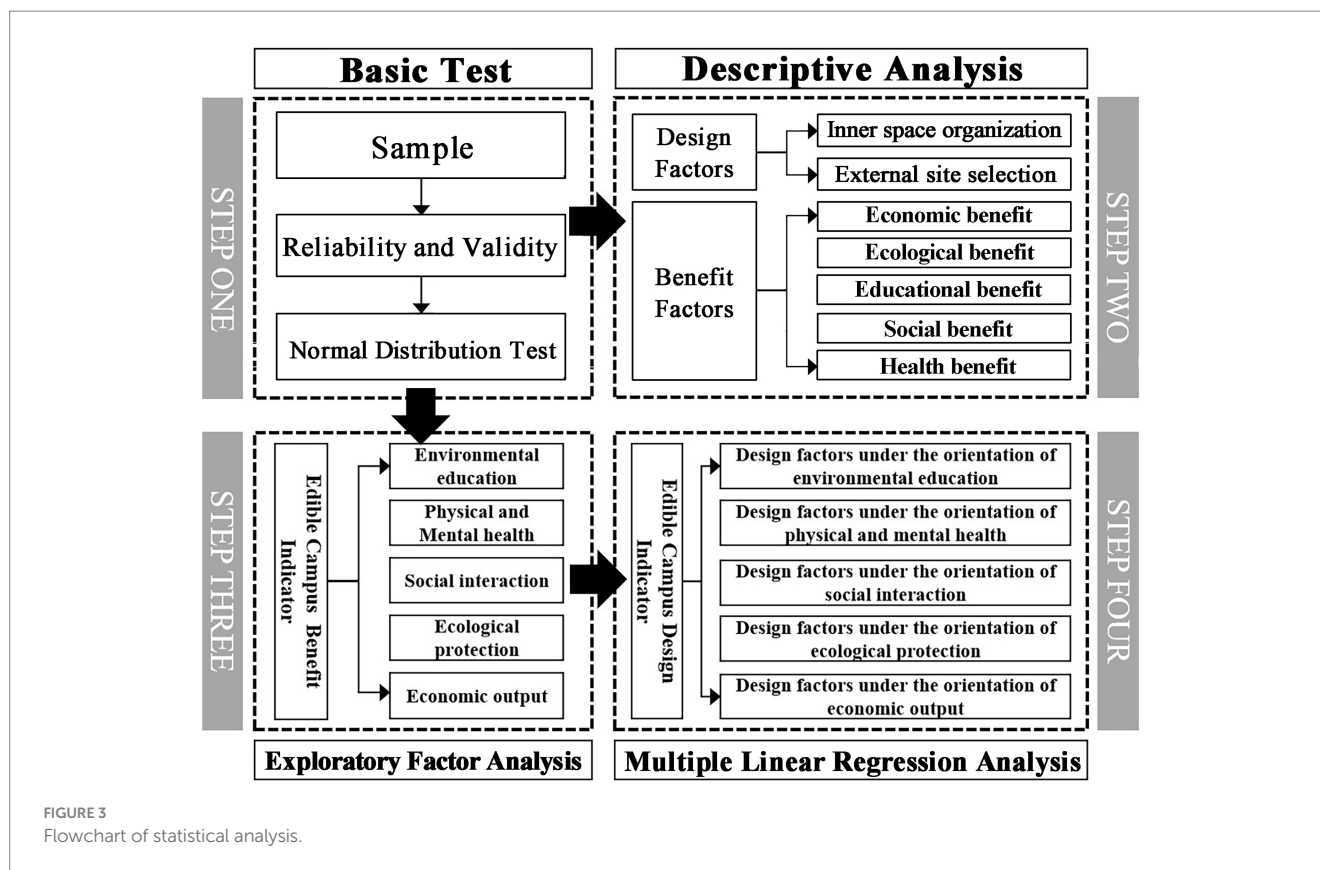 Basic Test
Descriptive Analysis
STEP ONE
Sample
Reliability and Validity
Normal Distribution Test
Design
Factors
Inner space organization
External site selection
Benefit
Factors
Economic benefit
Ecological benefit
Educational benefit
Social benefit
Health benefit
STEP TWO
STEP THREE
Edible Campus Benefit
Indicator
Environmental
education
Physical and
Mental health
Social interaction
Ecological
protection
Economic output
Edible Campus Design
Indicator
Design factors under the orientation of
environmental education
Design factors under the orientation of
physical and mental health
Design factors under the orientation of
social interaction
Design factors under the orientation of
ecological protection
Design factors under the orientation of
economic output
STEP FOUR
Exploratory Factor Analysis
Multiple Linear Regression Analysis
FIGURE 3
Flowchart of statistical analysis.